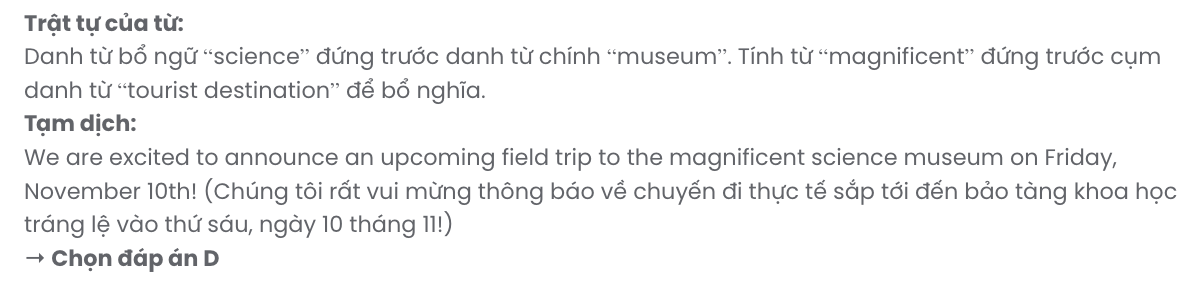 Trật tự của từ:
Danh từ bổ ngữ “science” đứng trước danh từ chính “museum”. Tính từ “magnificent” đứng trước cụm
danh từ “tourist destination” để bổ nghĩa.
Tạm dịch:
We are excited to announce an upcoming field trip to the magnificent science museum on Friday,
November 10th! (Chúng tôi rất vui mừng thông báo về chuyến đi thực tế sắp tới đến bảo tàng khoa học
tráng lệ vào thứ sáu, ngày 10 tháng 11!)
→ Chọn đáp án D